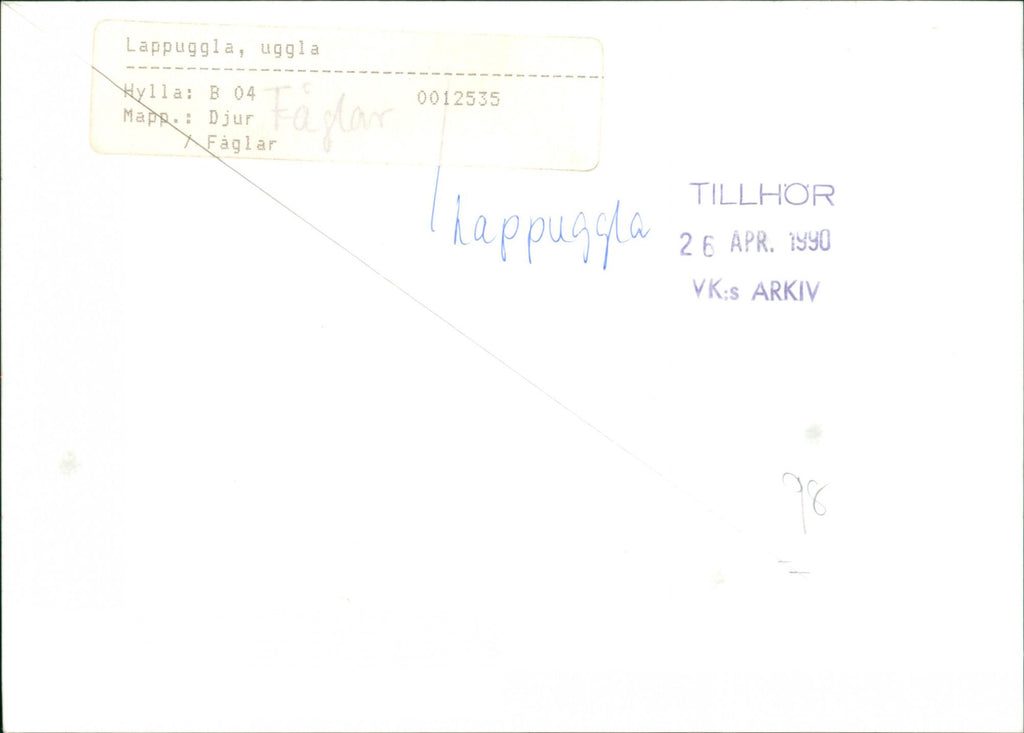 Lappuggla, uggla
Hylla: B 04 0012535
Mapp.: Djur
/ Fåglar
Fåglar
Lappuggla
TILLHÖR
26 APR. 1990
VK:s ARKIV
78